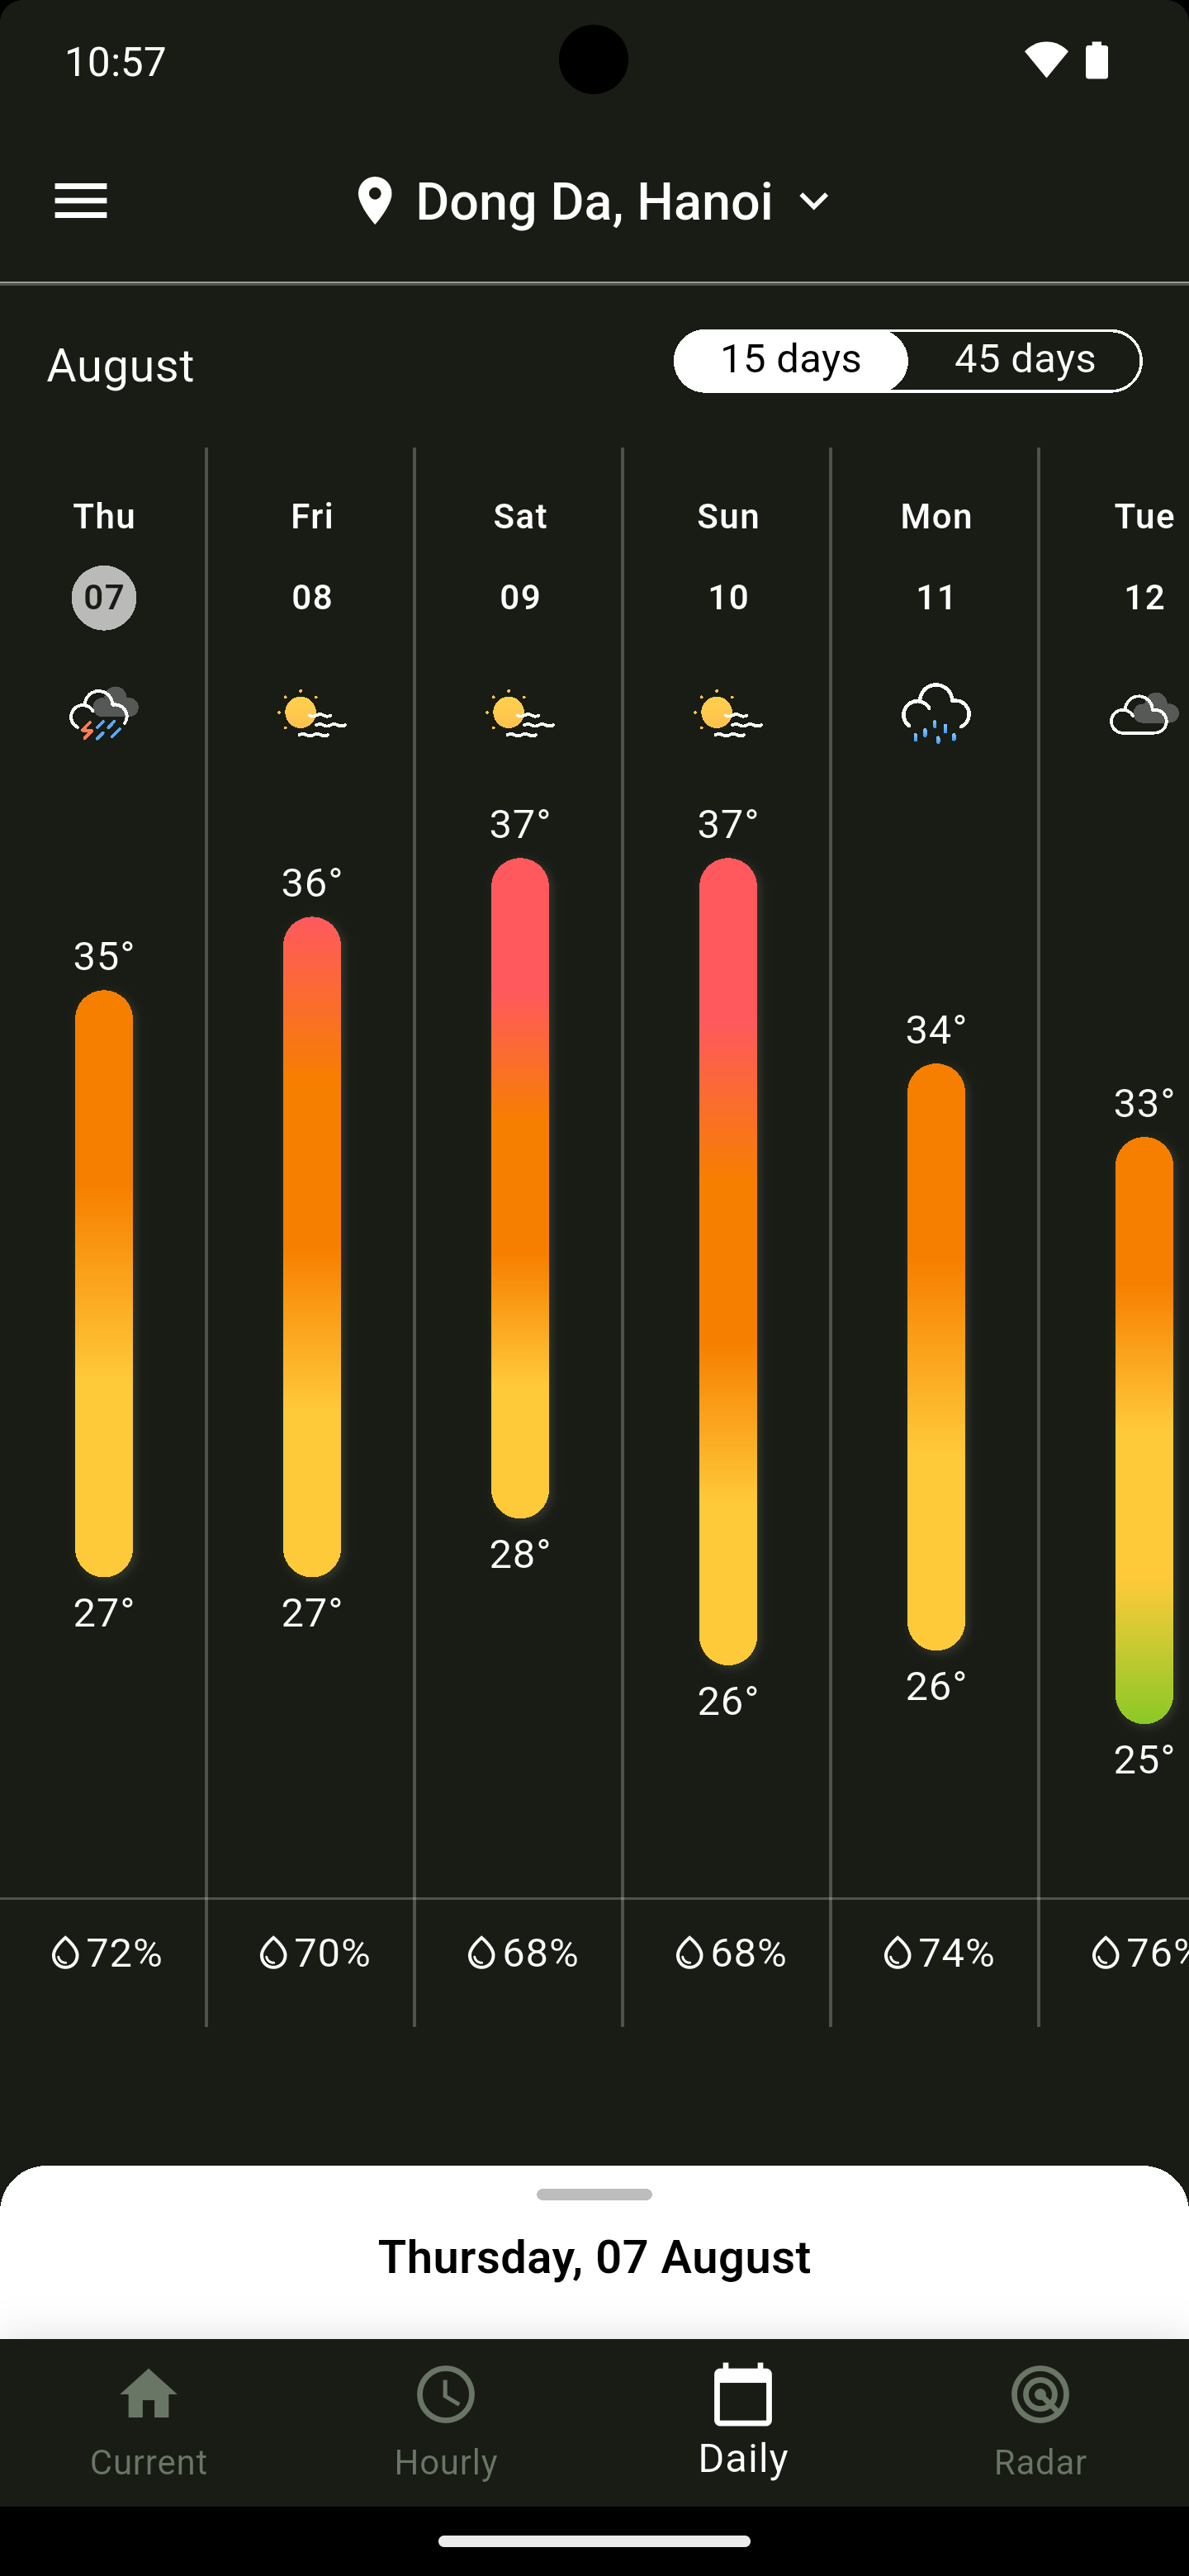 10:57
Dong Da, Hanoi
August
15 days 45 days
Thu Fri Sat Sun Mon Tue
07 08 09 10 11 12
37° 37°
36°
35°
34°
33°
28°
27° 27°
26° 26°
25°
72% 70% 68% 68% 74% 76%
Thursday, 07 August
Current Hourly Daily Radar